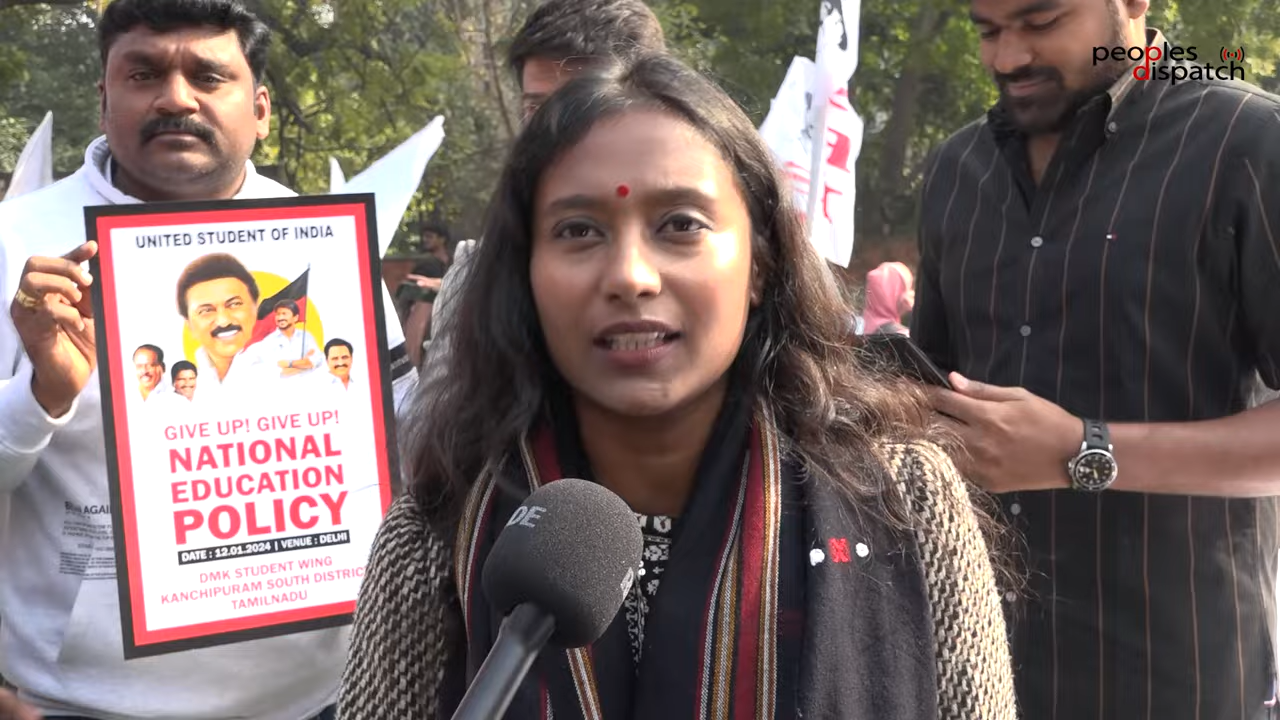 peoples
dispatch
UNITED STUDENT OF INDIA
GIVE UP! GIVE UP!
NATIONAL
EDUCATION
POLICY
DATE : 12.01.2024 | VENUE : DELHI
DMK STUDENT WING
KANCHIPURAM SOUTH DISTRICT
TAMILNADU